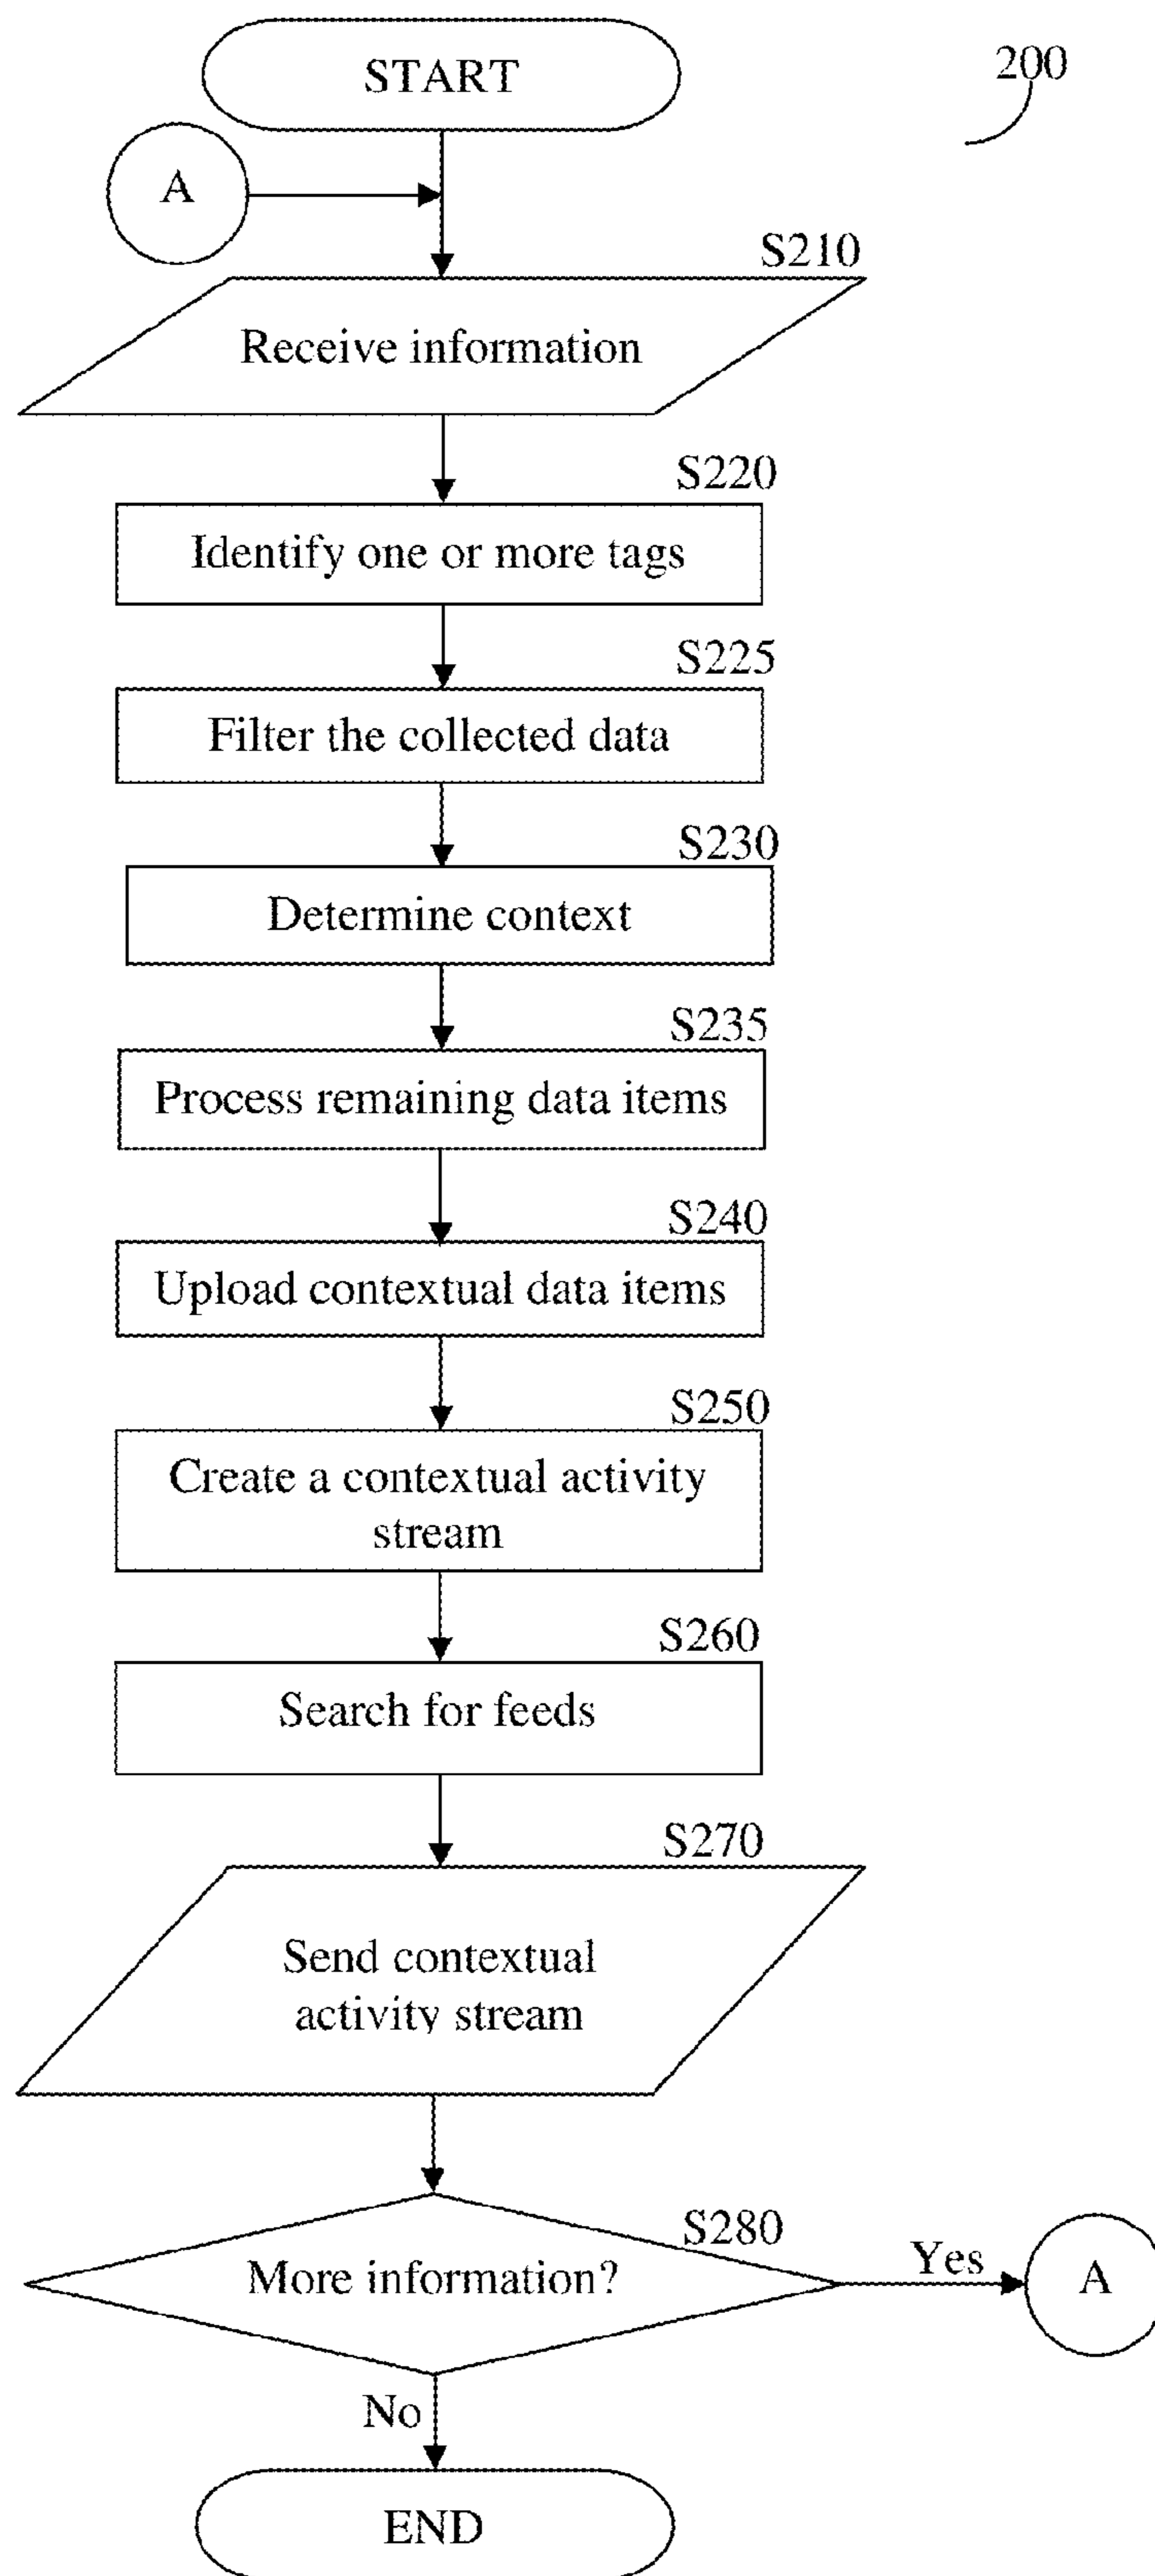 START
200
A
S210
Receive information
S220
Identify one or more tags
S225
Filter the collected data
S230
Determine context
S235
Process remaining data items
S240
Upload contextual data items
S250
Create a contextual activity
stream
S260
Search for feeds
S270
Send contextual
activity stream
S280
More information?
Yes
A
No
END